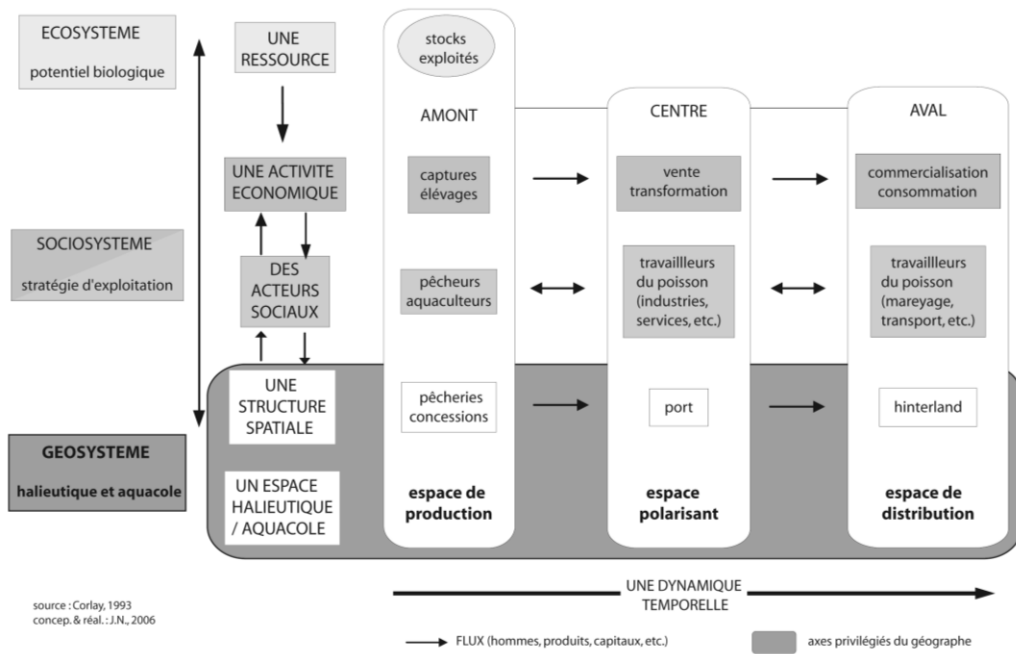 ECOSYSTEME
potentiel biologique
UNE
RESSOURCE
stocks
exploités
AMONT
CENTRE
AVAL
UNE ACTIVITE
ECONOMIQUE
captures
élévages
vente
transformation
commercialisation
consommation
SOCIOSYSTEME
stratégie d'exploitation
DES
ACTEURS
SOCIAUX
pêcheurs
aquaculteurs
travaillleurs
du poisson
(industries,
services, etc.)
travaillleurs
du poisson
(mareyage,
transport, etc.)
UNE
STRUCTURE
SPATIALE
pêcheries
concessions
port
hinterland
GEOSYSTEME
halieutique et aquacole
UN ESPACE
HALIEUTIQUE
/ AQUACOLE
espace de
production
espace
polarisant
espace de
distribution
UNE DYNAMIQUE
TEMPORELLE
source : Corlay, 1993
concep. & réal. : J.N., 2006
FLUX (hommes, produits, capitaux, etc.)
axes privilégiés du géographe